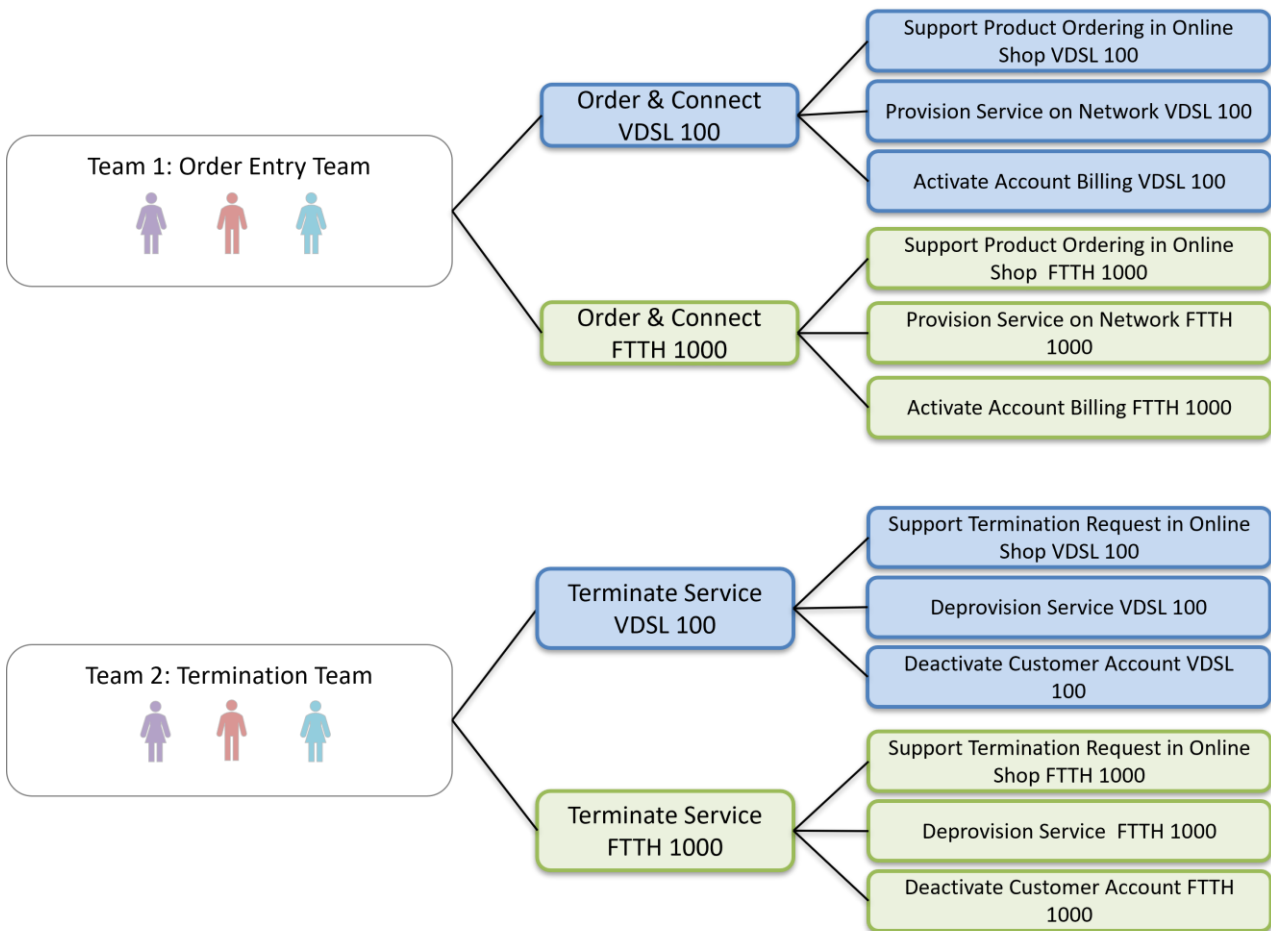 Team 1: Order Entry Team
Order & Connect
VDSL 100
Support Product Ordering in Online
Shop VDSL 100
Provision Service on Network VDSL 100
Activate Account Billing VDSL 100
Order & Connect
FTTH 1000
Support Product Ordering in Online
Shop  FTTH 1000
Provision Service on Network FTTH
1000
Activate Account Billing FTTH 1000
Team 2: Termination Team
Terminate Service
VDSL 100
Support Termination Request in Online
Shop VDSL 100
Deprovision Service VDSL 100
Deactivate Customer Account VDSL
100
Terminate Service
FTTH 1000
Support Termination Request in Online
Shop FTTH 1000
Deprovision Service  FTTH 1000
Deactivate Customer Account FTTH
1000